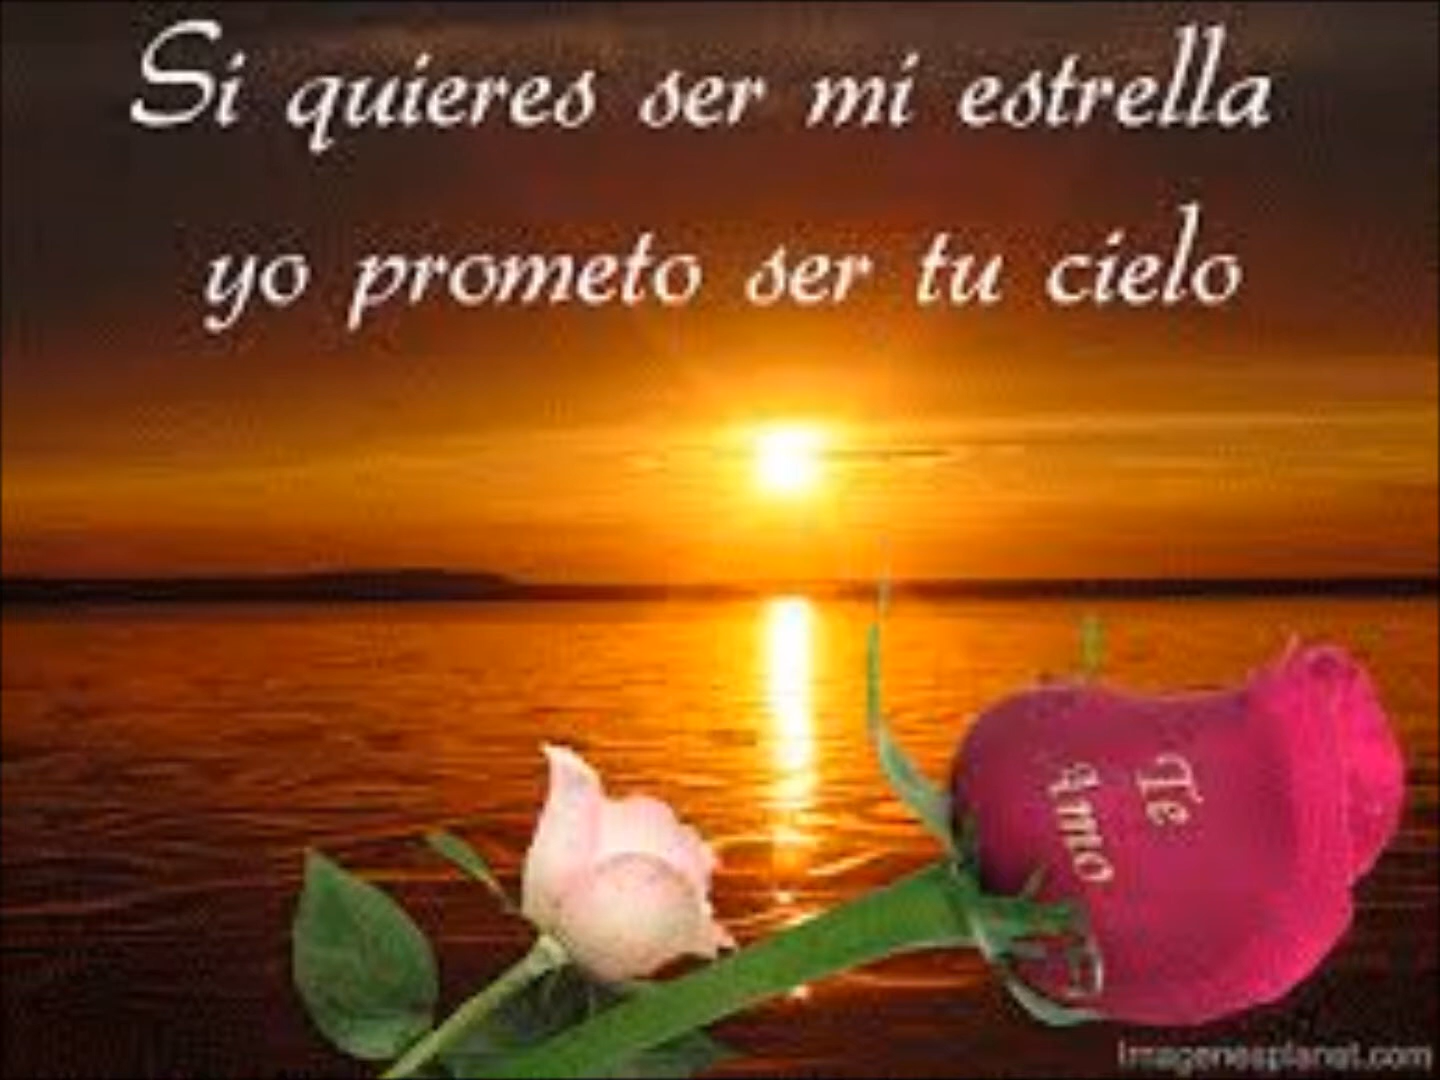 Si quieres ser mi estrella
yo prometo ser tu cielo
Te
Amo
Imagenesplanet.com